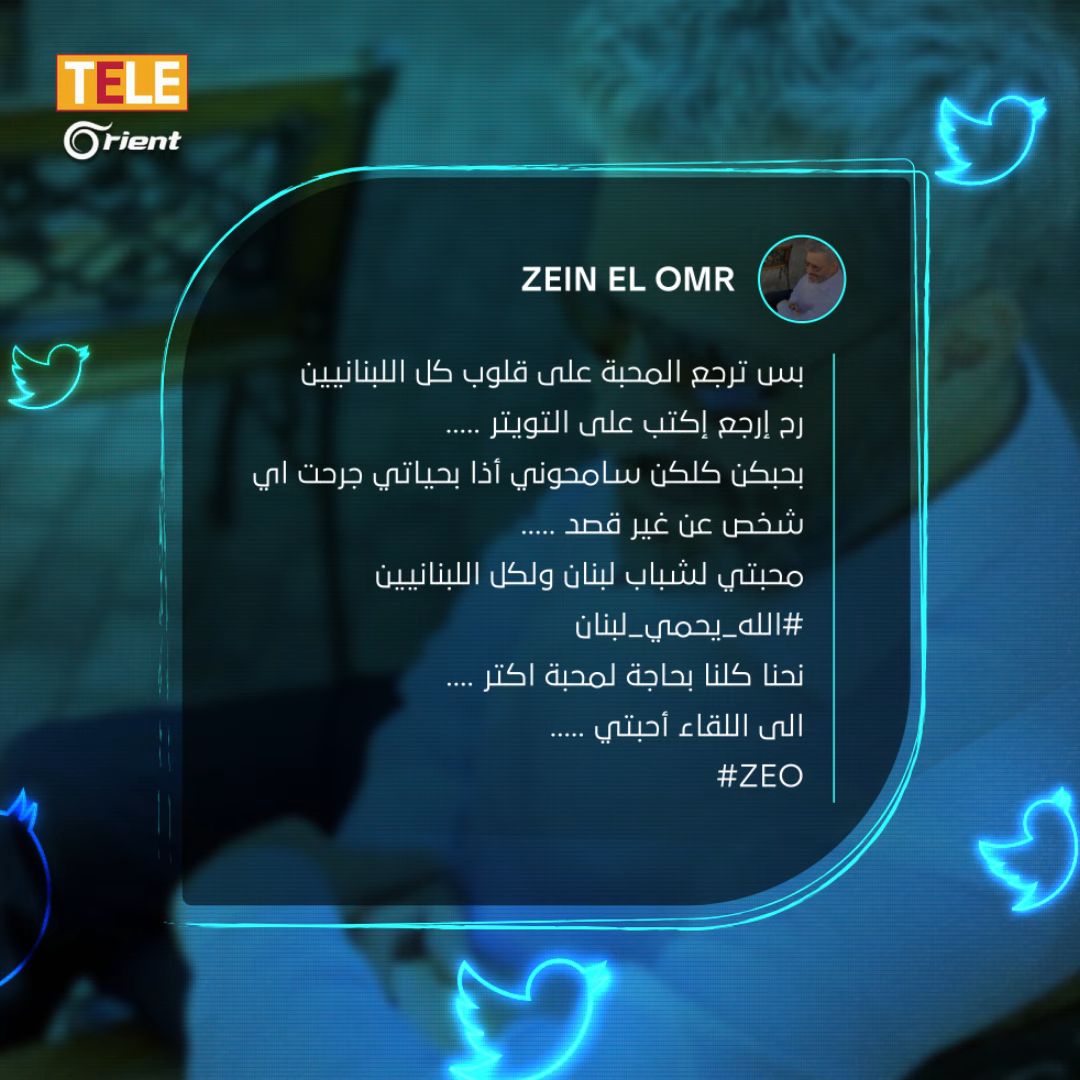 TELE
Orient
ZEIN EL OMR
بس ترجع المحبة على قلوب كل اللبنانيين
رح إرجع إكتب على التويتر .....
بحبكن كلكن سامحوني أذا بحياتي جرحت اي
شخص عن غير قصد .....
محبتي لشباب لبنان ولكل اللبنانيين
#الله_يحمي_لبنان
نحنا كلنا بحاجة لمحبة اكتر ....
الى اللقاء أحبتي .....
#ZEO